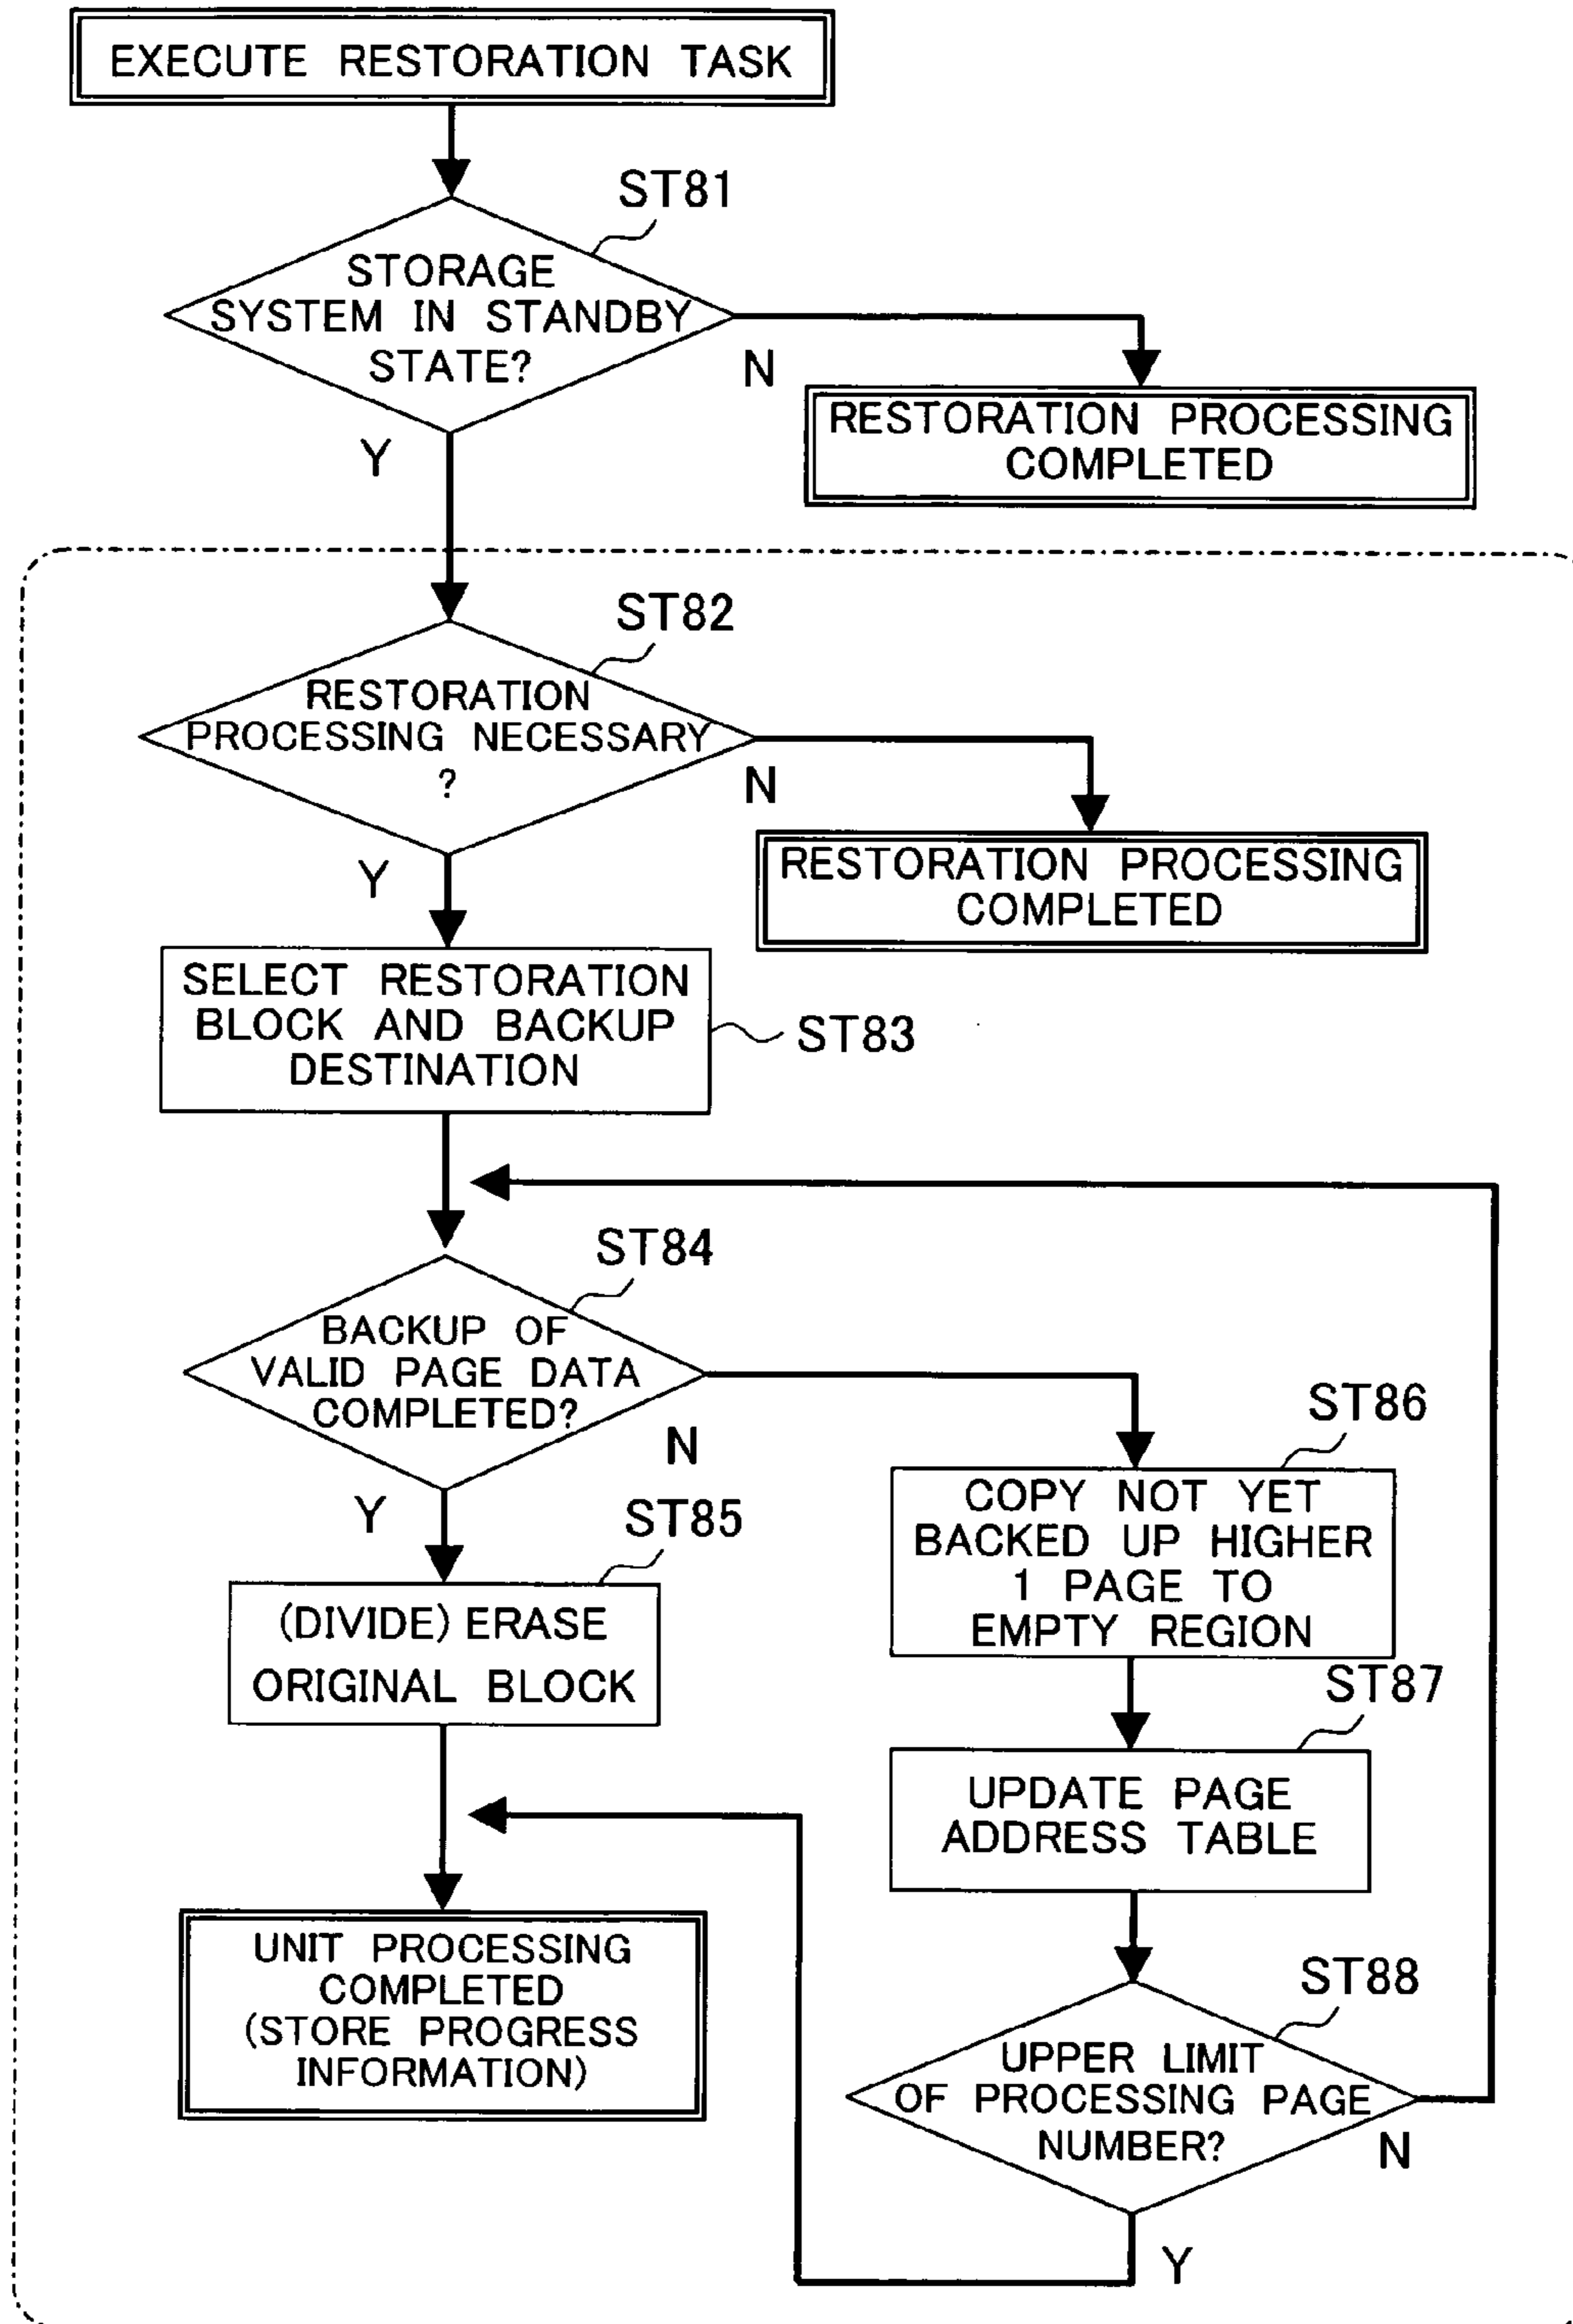 EXECUTE RESTORATION TASK
ST81
STORAGE
SYSTEM IN STANDBY
STATE?
N
Y
RESTORATION PROCESSING
COMPLETED
ST82
RESTORATION
PROCESSING NECESSARY
?
N
Y
RESTORATION PROCESSING
COMPLETED
SELECT RESTORATION
BLOCK AND BACKUP
DESTINATION
ST83
ST84
BACKUP OF
VALID PAGE DATA
COMPLETED?
N
Y
ST86
COPY NOT YET
BACKED UP HIGHER
1 PAGE TO
EMPTY REGION
ST85
(DIVIDE) ERASE
ORIGINAL BLOCK
ST87
UPDATE PAGE
ADDRESS TABLE
UNIT PROCESSING
COMPLETED
(STORE PROGRESS
INFORMATION)
ST88
UPPER LIMIT
OF PROCESSING PAGE
NUMBER?
N
Y